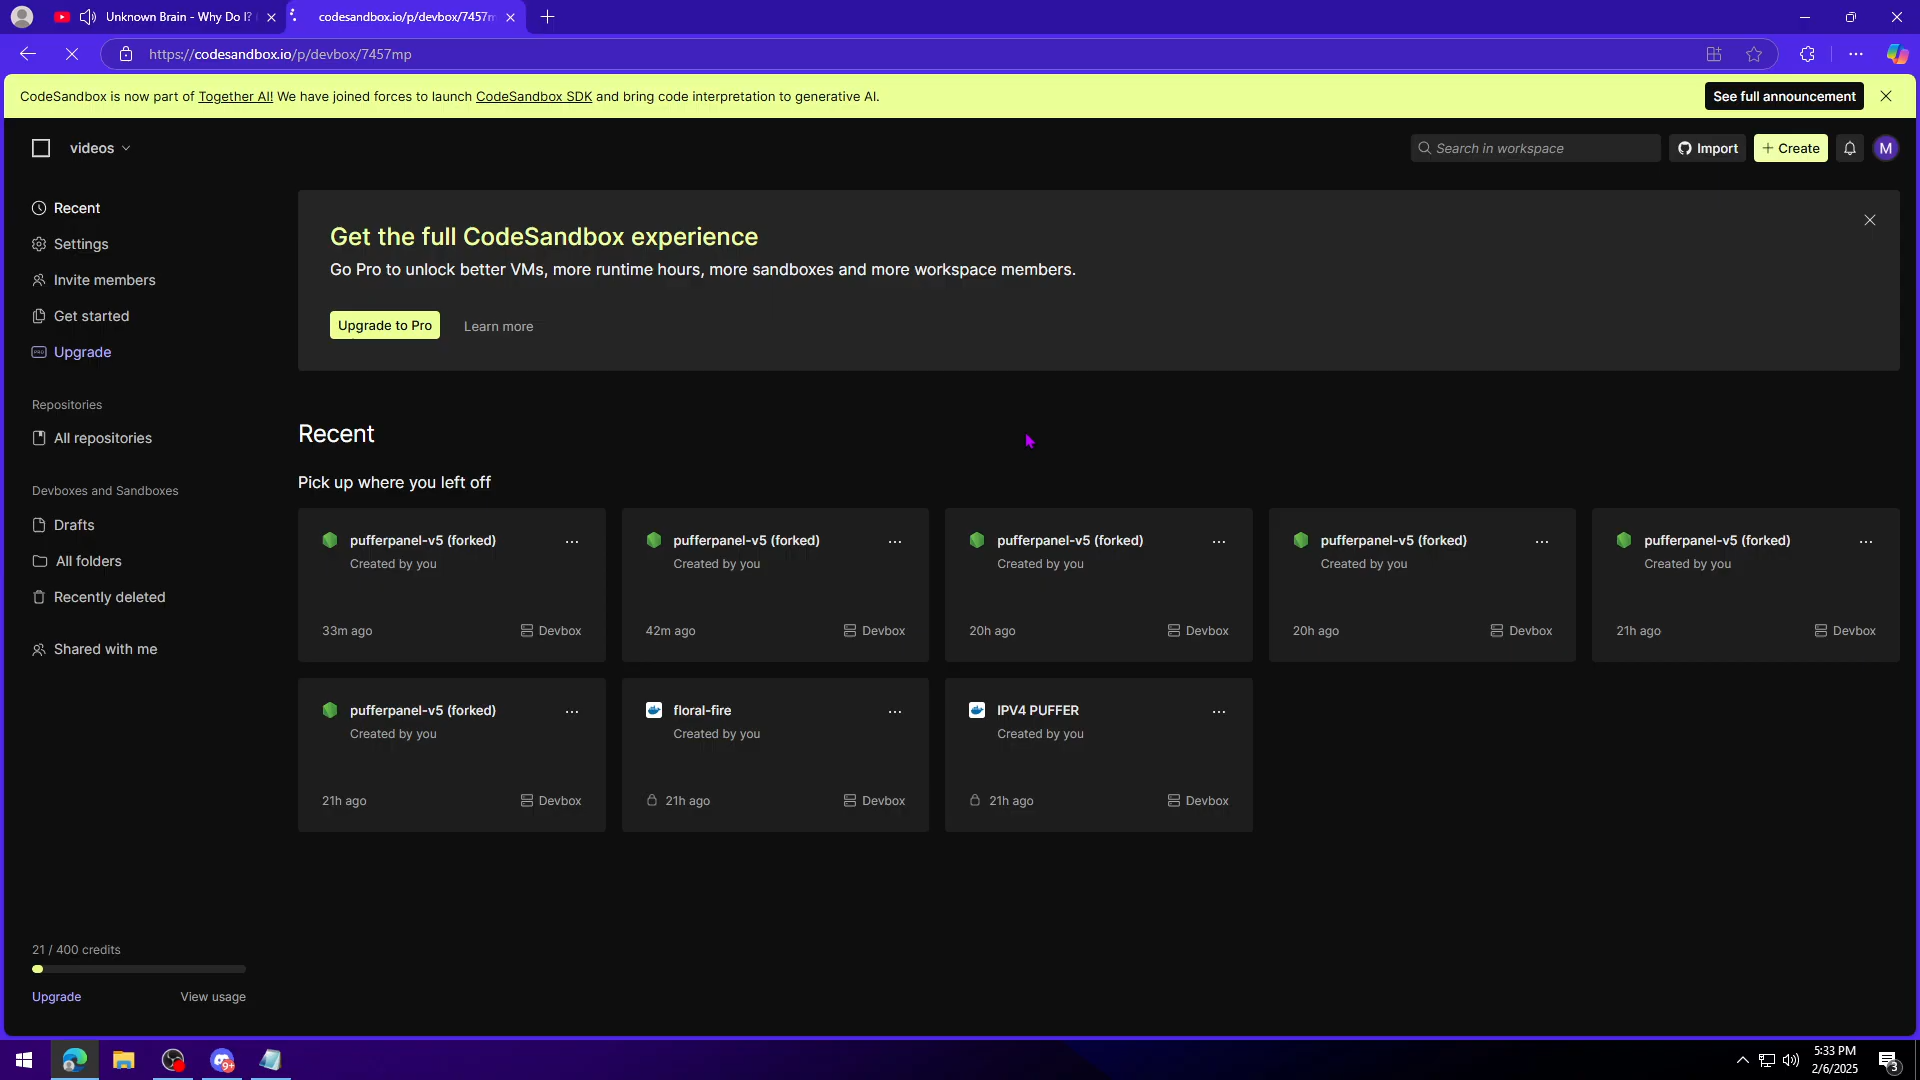 Unknown Brain - Why Do I?
codesandbox.io/p/devbox/7457m
https://codesandbox.io/p/devbox/7457mp
CodeSandbox is now part of Together AI! We have joined forces to launch CodeSandbox SDK and bring code interpretation to generative AI.
See full announcement
videos
Search in workspace
Import
+ Create
M
Recent
Settings
Invite members
Get started
Upgrade
Repositories
All repositories
Devboxes and Sandboxes
Drafts
All folders
Recently deleted
Shared with me
21 / 400 credits
Upgrade
View usage
Get the full CodeSandbox experience
Go Pro to unlock better VMs, more runtime hours, more sandboxes and more workspace members.
Upgrade to Pro
Learn more
Recent
Pick up where you left off
pufferpanel-v5 (forked)
Created by you
33m ago
Devbox
pufferpanel-v5 (forked)
Created by you
42m ago
Devbox
pufferpanel-v5 (forked)
Created by you
20h ago
Devbox
pufferpanel-v5 (forked)
Created by you
20h ago
Devbox
pufferpanel-v5 (forked)
Created by you
21h ago
Devbox
pufferpanel-v5 (forked)
Created by you
21h ago
Devbox
floral-fire
Created by you
21h ago
Devbox
IPV4 PUFFER
Created by you
21h ago
Devbox
9+
5:33 PM
2/6/2025
3